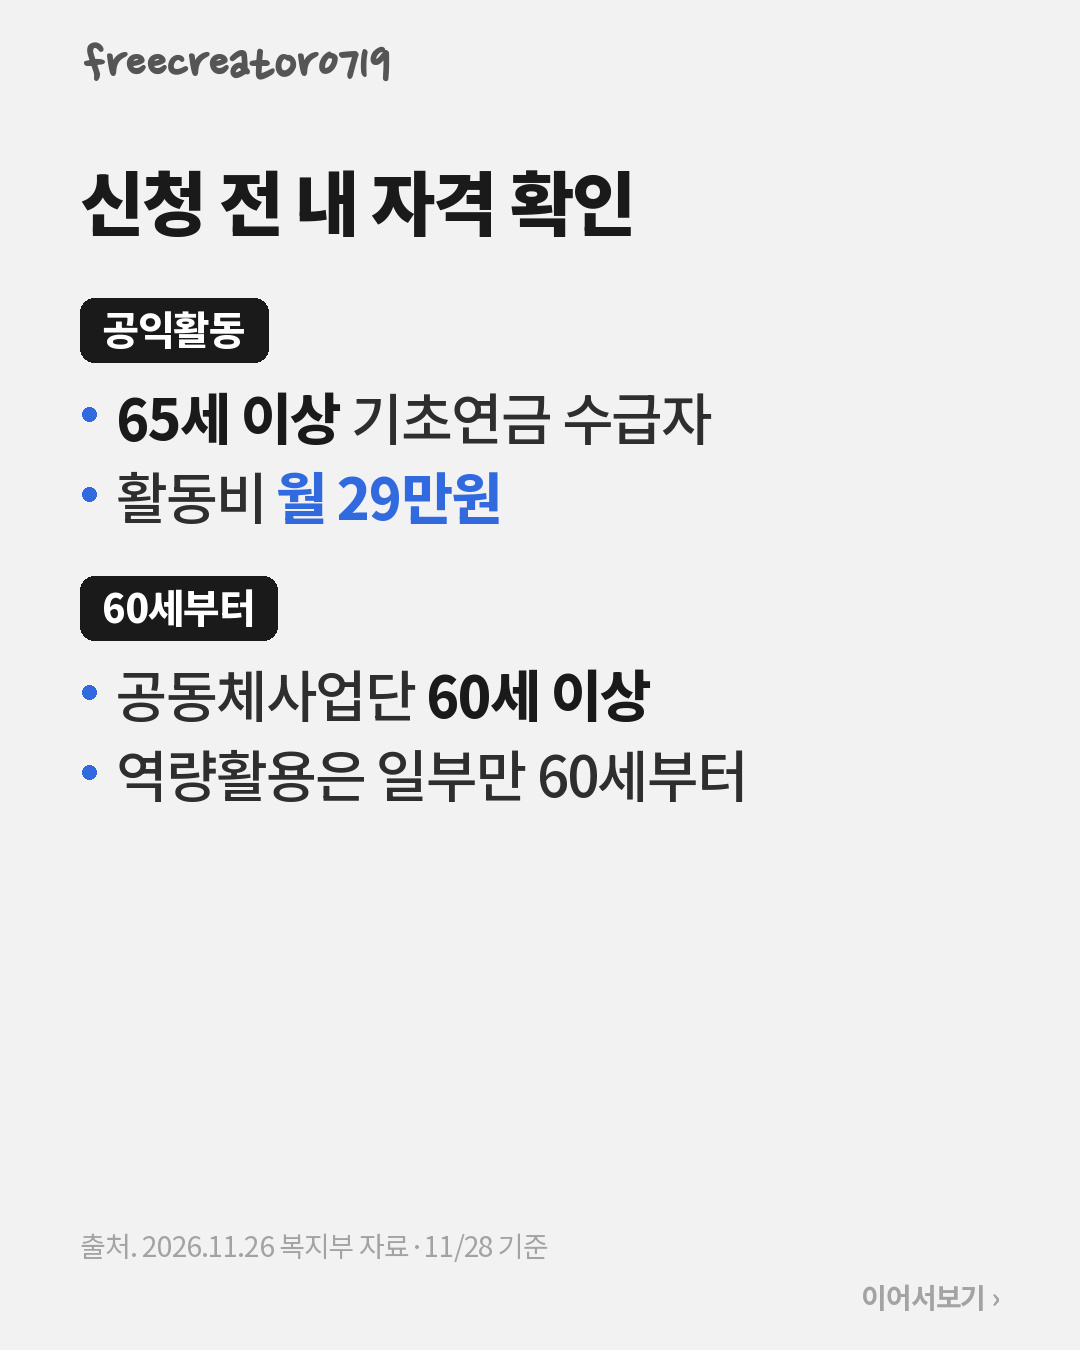 freecreator0719
신청 전 내 자격 확인
공익활동
• 65세 이상 기초연금 수급자
• 활동비 월 29만원
60세부터
• 공동체사업단 60세 이상
• 역량활용은 일부만 60세부터
출처. 2026.11.26 복지부 자료 · 11/28 기준
이어서보기 ›